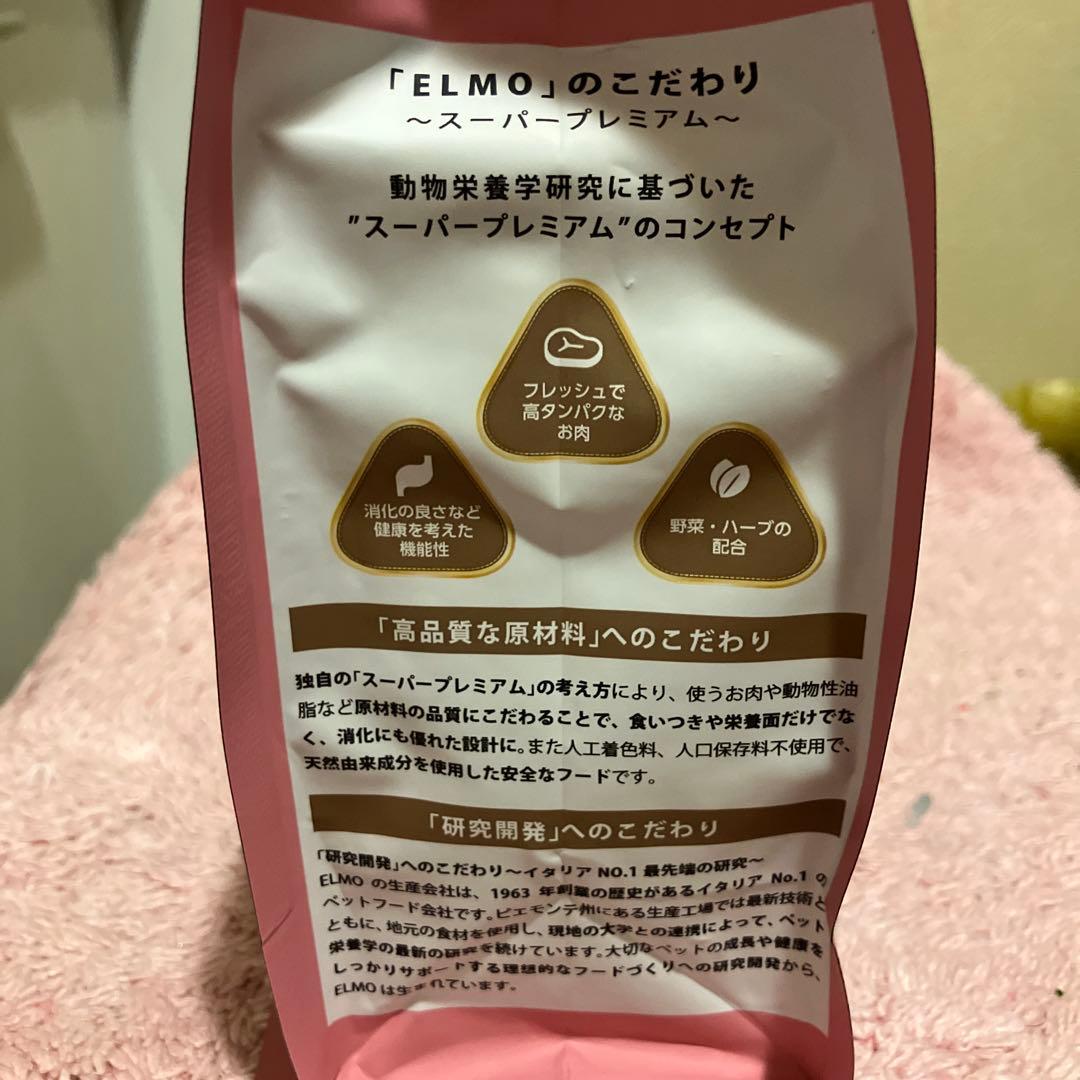 「ELMO」のこだわり
～スーパープレミアム～
動物栄養学研究に基づいた
"スーパープレミアム"のコンセプト
フレッシュで
高タンパクな
お肉
消化の良さなど
健康を考えた
機能性
野菜・ハーブの
配合
「高品質な原材料」へのこだわり
独自の「スーパープレミアム」の考え方により、使うお肉や動物性油
脂など原材料の品質にこだわることで、食いつきや栄養面だけでな
く、消化にも優れた設計に。また人工着色料、人口保存料不使用で、
天然由来成分を使用した安全なフードです。
「研究開発」へのこだわり
「研究開発」へのこだわり～イタリアNO.1最先端の研究～
ELMOの生産会社は、1963年創業の歴史があるイタリアNo.1の
ペットフード会社です。ピエモンテ州にある生産工場では最新技術と
ともに、地元の食材を使用し、現地の大学との連携によって、ペット
栄養学の最新の研究を続けています。大切なペットの成長や健康を
しっかりサポートする理想的なフードづくりへの研究開発から、
ELMOは生まれています。